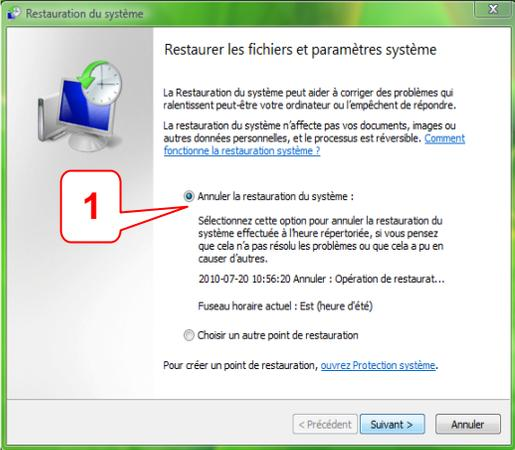 Restauration du système
Restaurer les fichiers et paramètres système
La Restauration du système peut aider à corriger des problèmes qui
ralentissent peut-être votre ordinateur ou l'empêchent de répondre.
La restauration du système n'affecte pas vos documents, images ou
autres données personnelles, et le processus est réversible. Comment
fonctionne la restauration système ?
1
Annuler la restauration du système :
Sélectionnez cette option pour annuler la restauration du
système effectuée à l'heure répertoriée, si vous pensez
que cela n'a pas résolu les problèmes ou que cela a pu en
causer d'autres.
2010-07-20 10:56:20 Annuler : Opération de restaurat...
Fuseau horaire actuel : Est (heure d'été)
Choisir un autre point de restauration
Pour créer un point de restauration, ouvrez Protection système.
< Précédent Suivant > Annuler